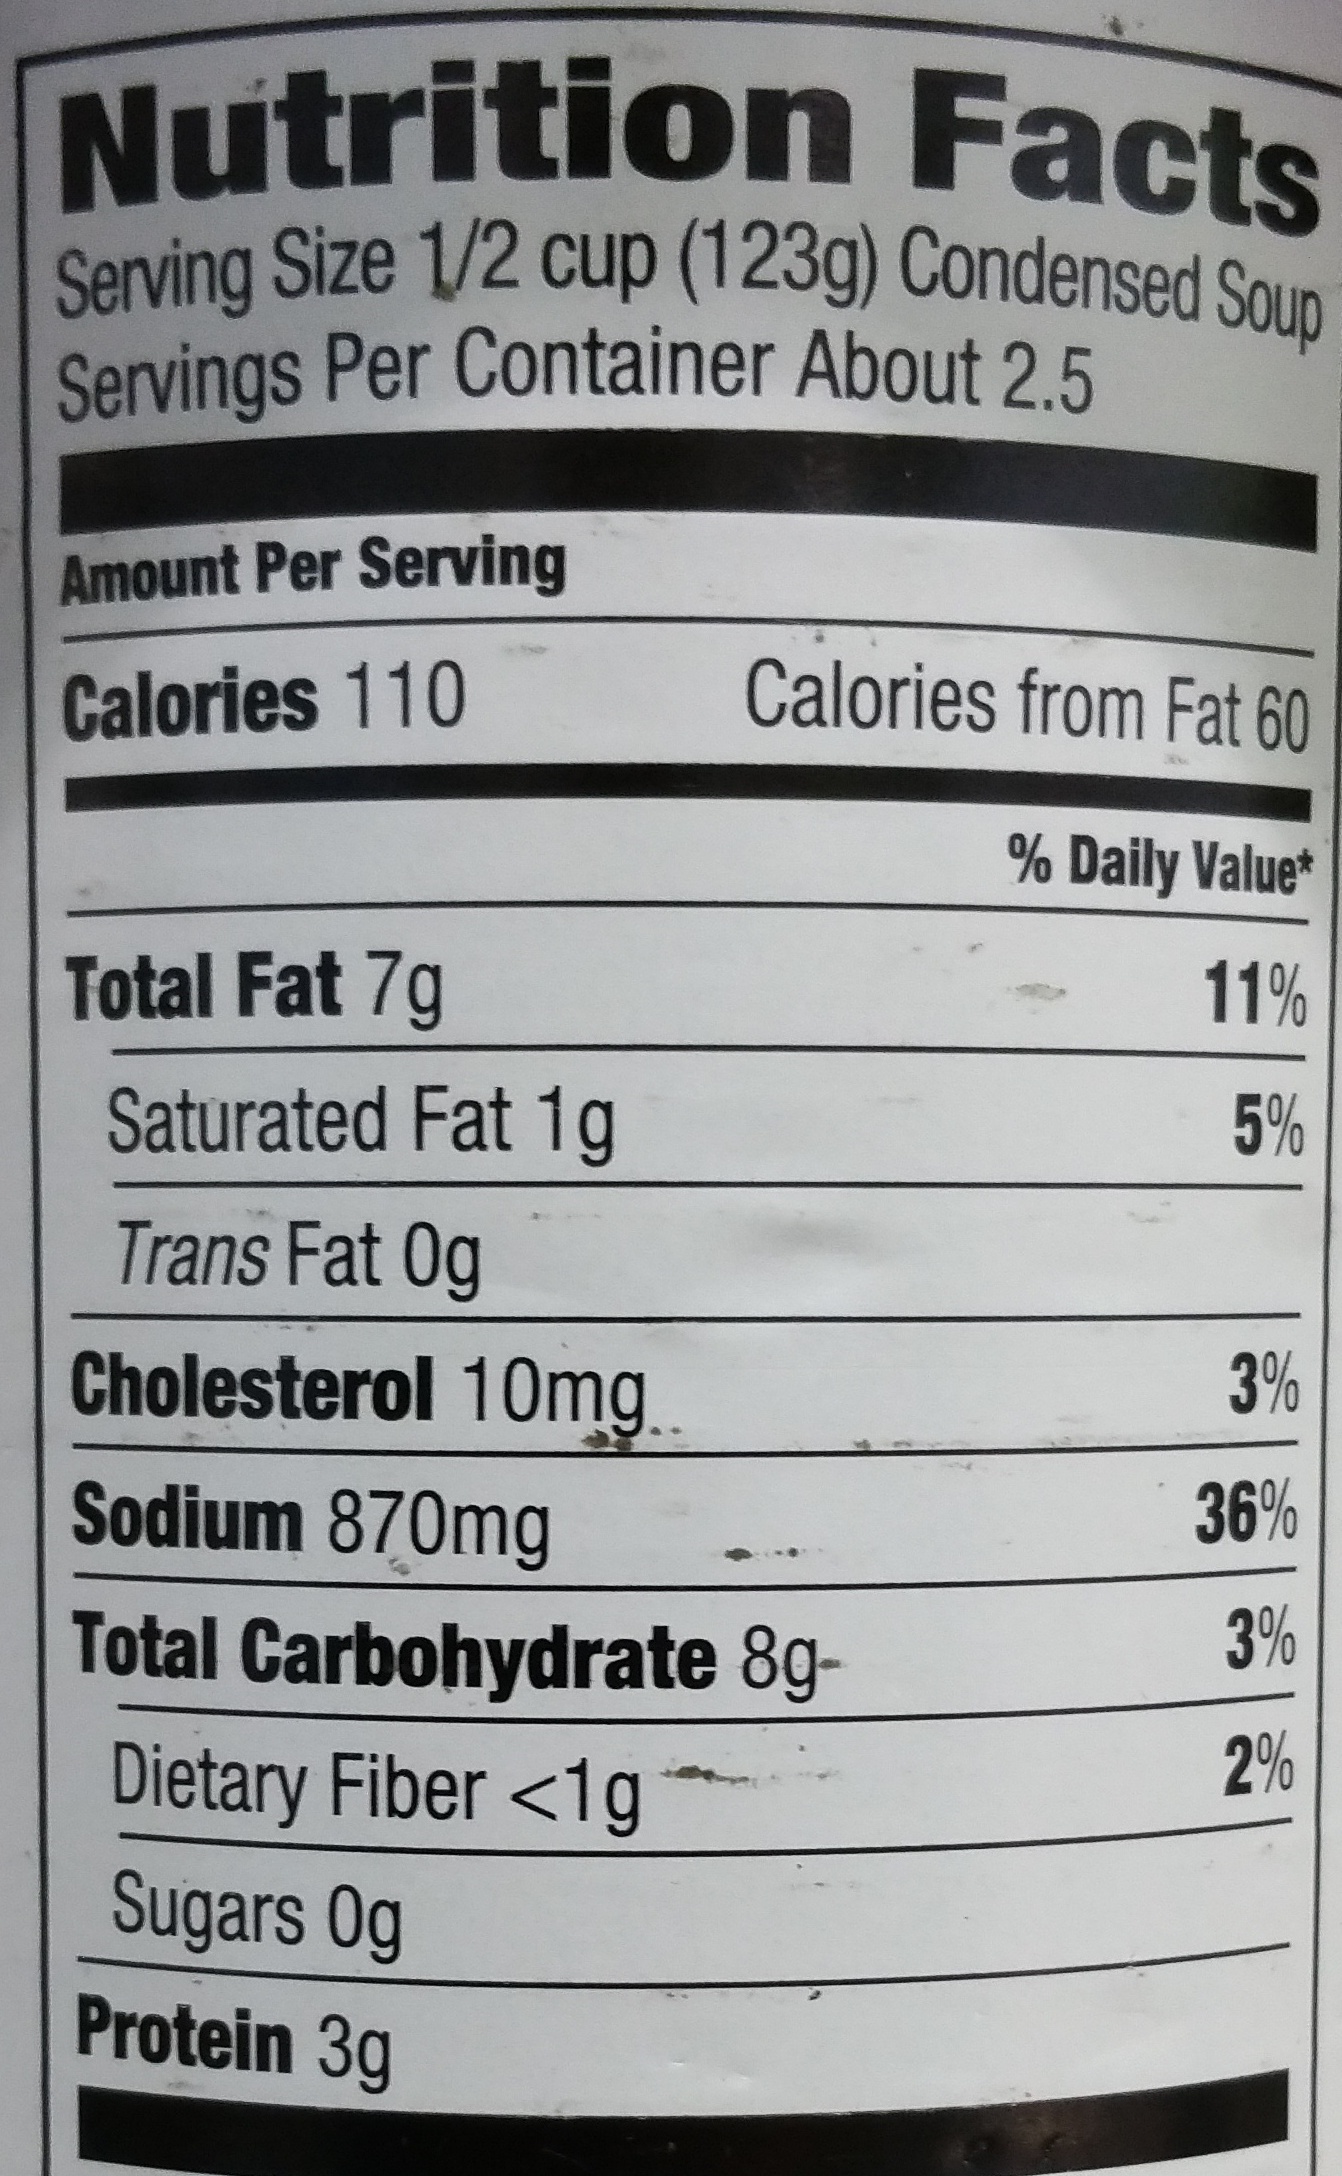 Nutrition Facts
Serving Size 1/2 cup (123g) Condensed Soup
Servings Per Container About 2.5
Amount Per Serving
Calories 110 Calories from Fat 60
% Daily Value*
Total Fat 7g 11%
Saturated Fat 1g 5%
Trans Fat 0g
Cholesterol 10mg 3%
Sodium 870mg 36%
Total Carbohydrate 8g 3%
Dietary Fiber <1g 2%
Sugars 0g
Protein 3g